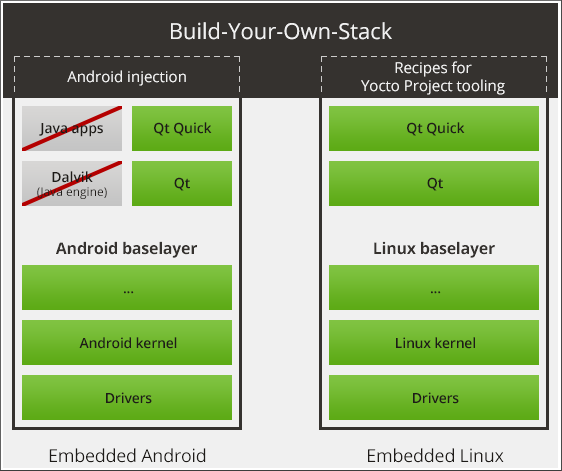 Build-Your-Own-Stack
Android injection
Java apps
Qt Quick
Dalvik
(Java engine)
Qt
Android baselayer
...
Android kernel
Drivers
Embedded Android
Recipes for
Yocto Project tooling
Qt Quick
Qt
Linux baselayer
...
Linux kernel
Drivers
Embedded Linux